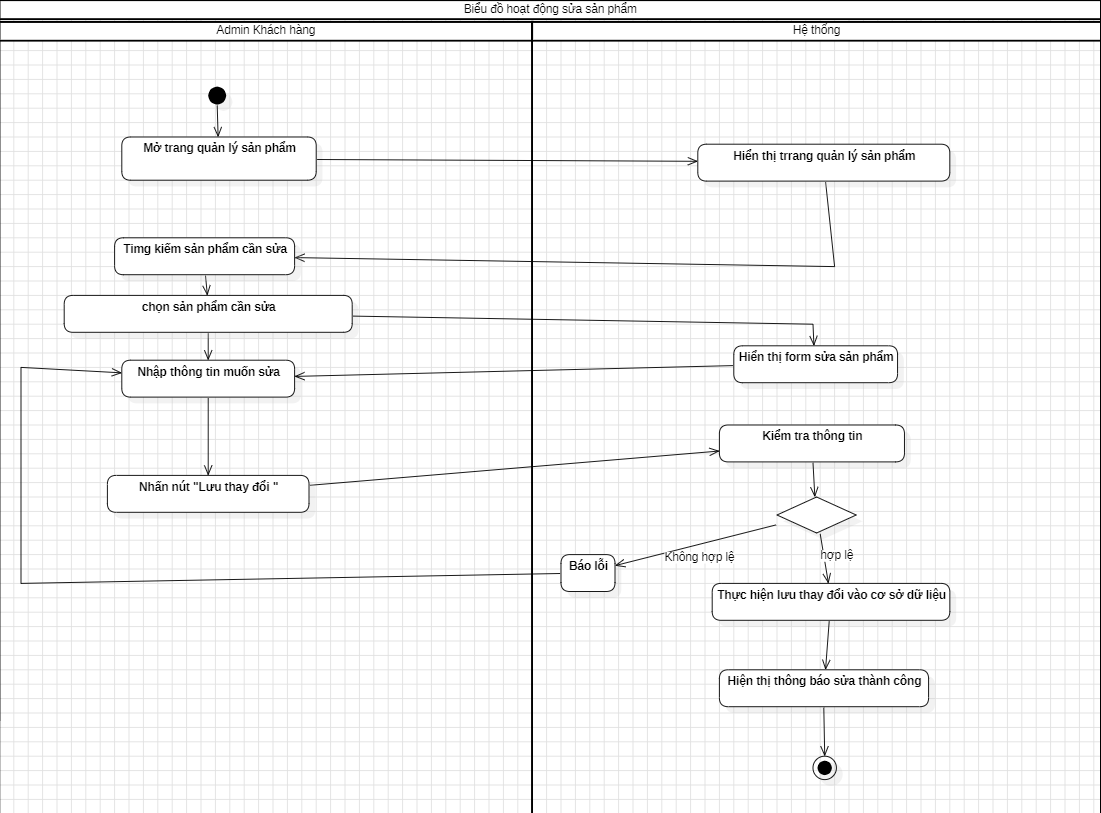 Biểu đồ hoạt động sửa sản phẩm
Admin Khách hàng
Hệ thống
Mở trang quản lý sản phẩm
Hiển thị trrang quản lý sản phẩm
Timg kiếm sản phẩm cần sửa
chọn sản phẩm cần sửa
Hiển thị form sửa sản phẩm
Nhập thông tin muốn sửa
Kiểm tra thông tin
Nhấn nút "Lưu thay đổi "
Không hợp lệ
hợp lệ
Báo lỗi
Thực hiện lưu thay đổi vào cơ sở dữ liệu
Hiện thị thông báo sửa thành công